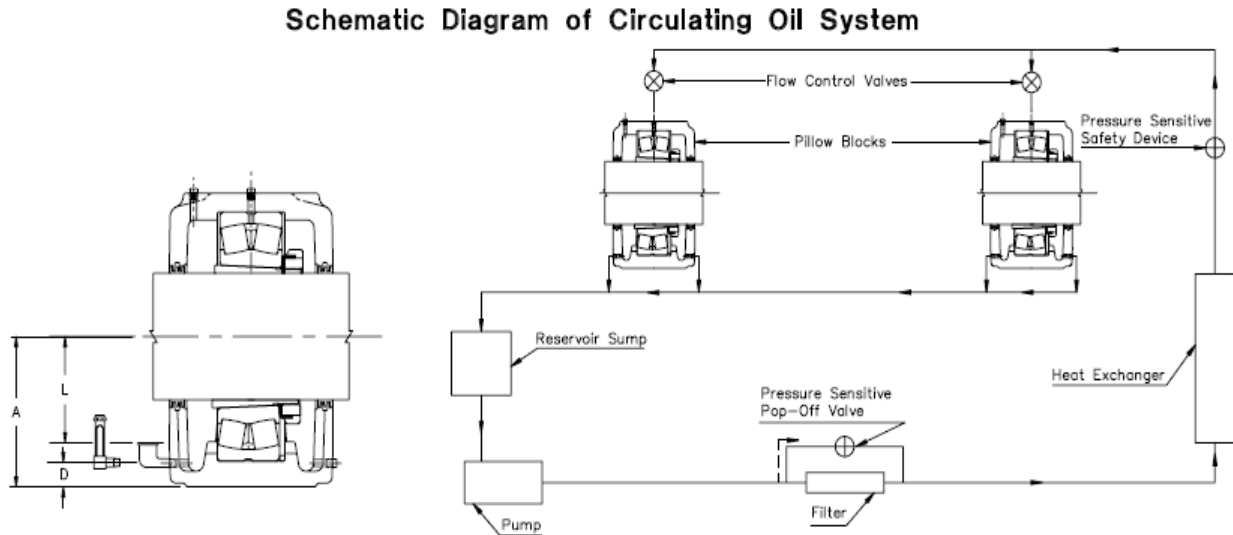 Schematic Diagram of Circulating Oil System
Flow Control Valves
Pillow Blocks
Pressure Sensitive
Safety Device
A
L
D
Reservoir Sump
Heat Exchanger
Pressure Sensitive
Pop-Off Valve
Pump
Filter